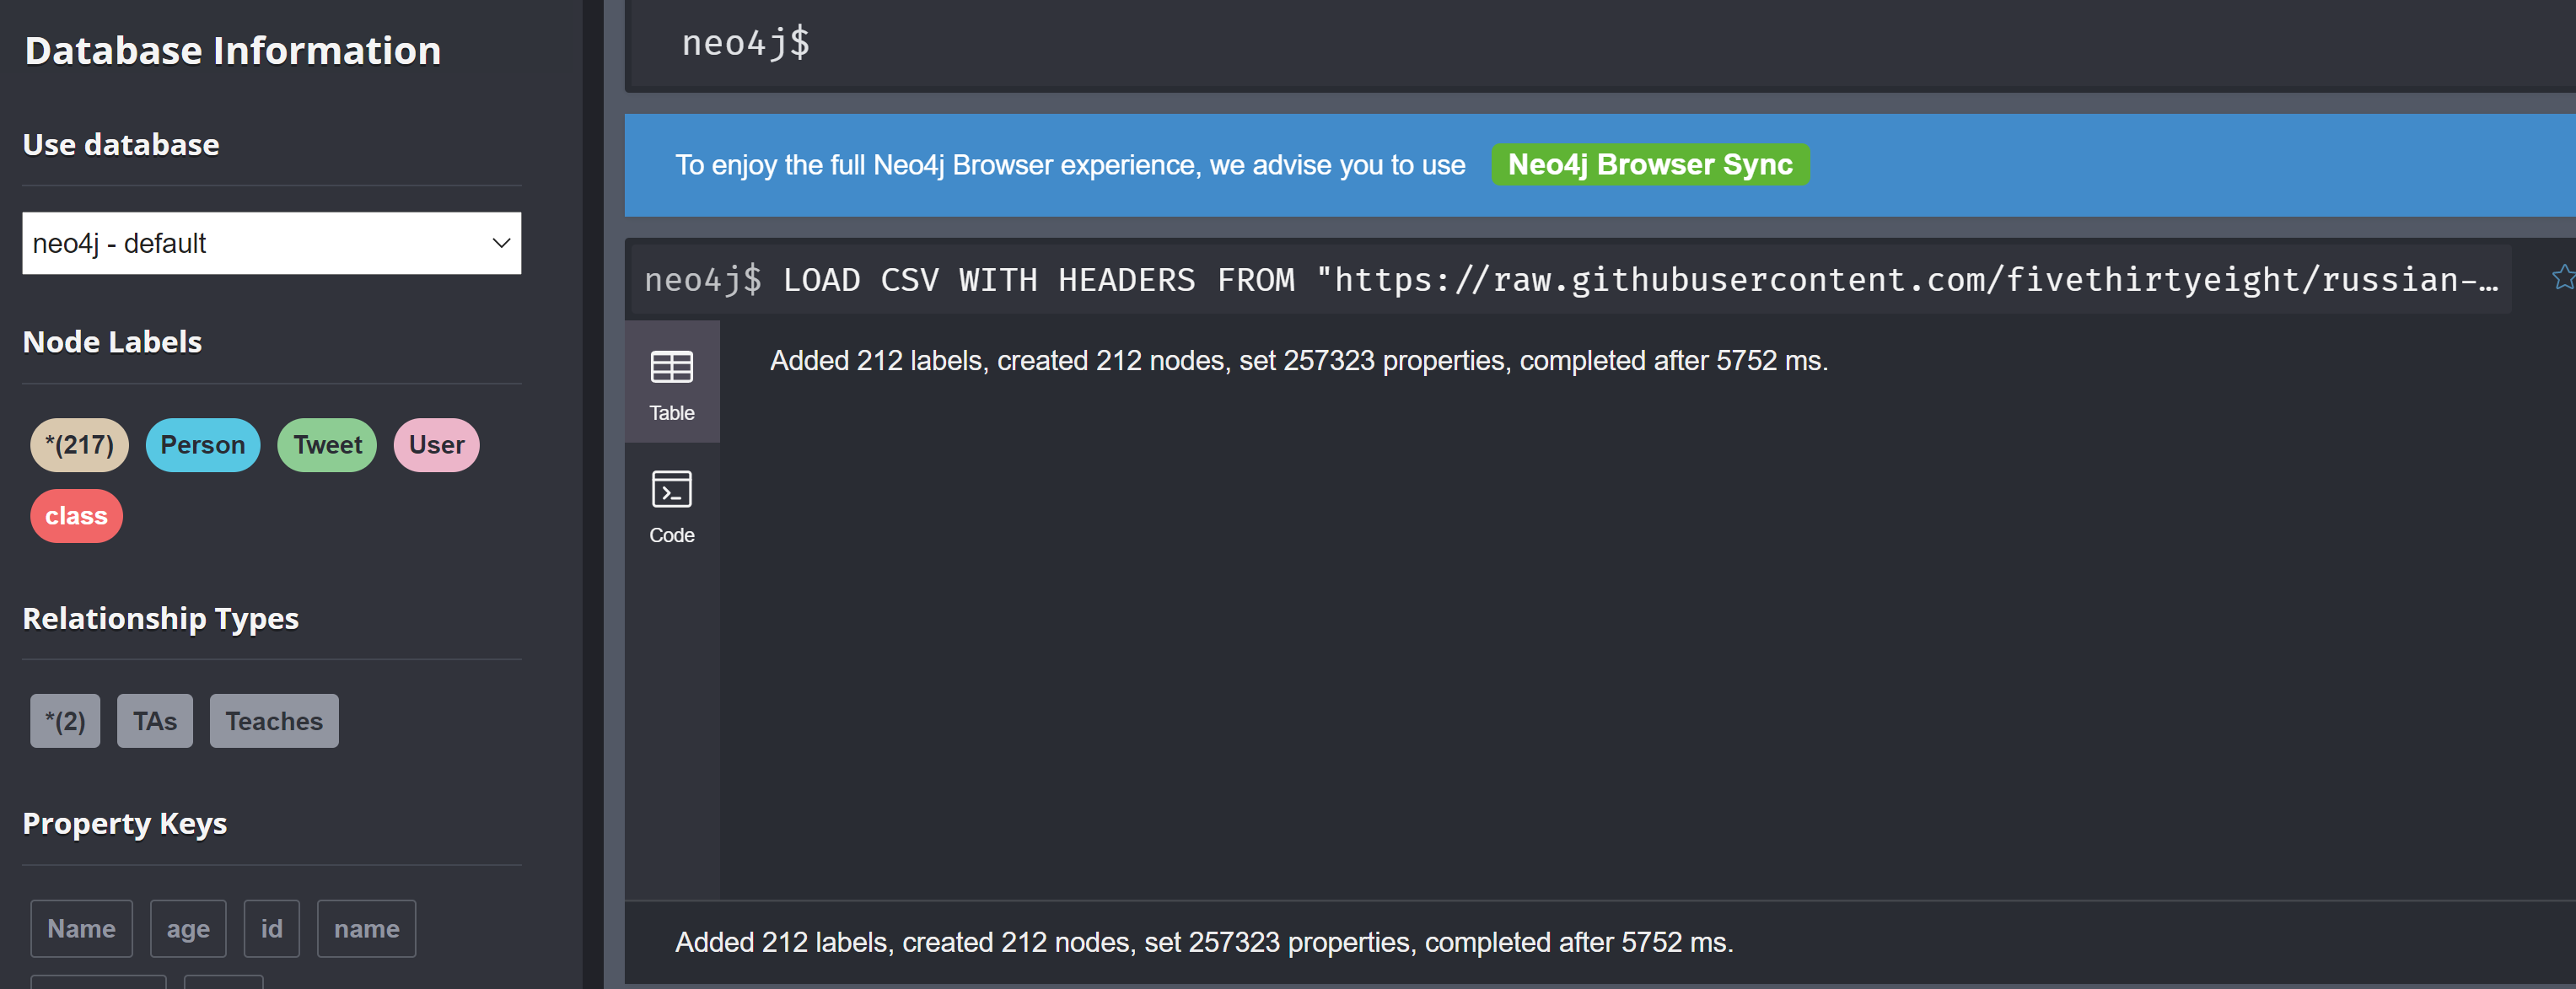 Database Information
Use database
neo4j - default
Node Labels
*(217) Person Tweet User
class
Relationship Types
*(2) TAs Teaches
Property Keys
Name age id name
neo4j$
To enjoy the full Neo4j Browser experience, we advise you to use Neo4j Browser Sync
neo4j$ LOAD CSV WITH HEADERS FROM "https://raw.githubusercontent.com/fivethirtyeight/russian-…
Table
Added 212 labels, created 212 nodes, set 257323 properties, completed after 5752 ms.
Code
Added 212 labels, created 212 nodes, set 257323 properties, completed after 5752 ms.